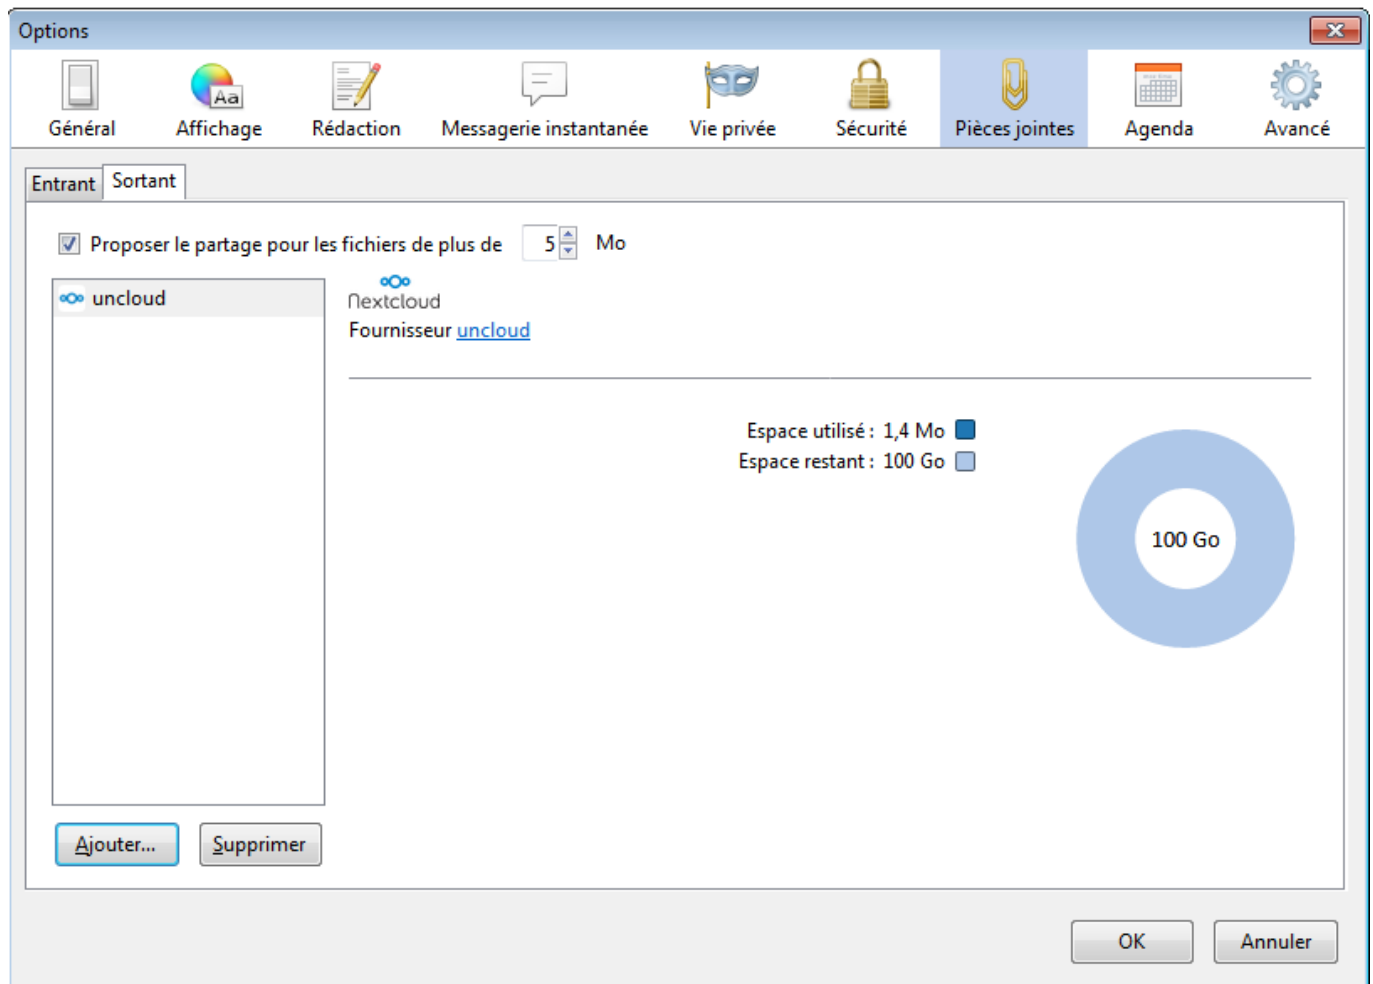 Options
Général Affichage Rédaction Messagerie instantanée Vie privée Sécurité Pièces jointes Agenda Avancé
Aa
Entrant Sortant
Proposer le partage pour les fichiers de plus de 5 Mo
uncloud
Nextcloud
Fournisseur uncloud
Espace utilisé : 1,4 Mo
Espace restant : 100 Go
100 Go
Ajouter... Supprimer
OK Annuler